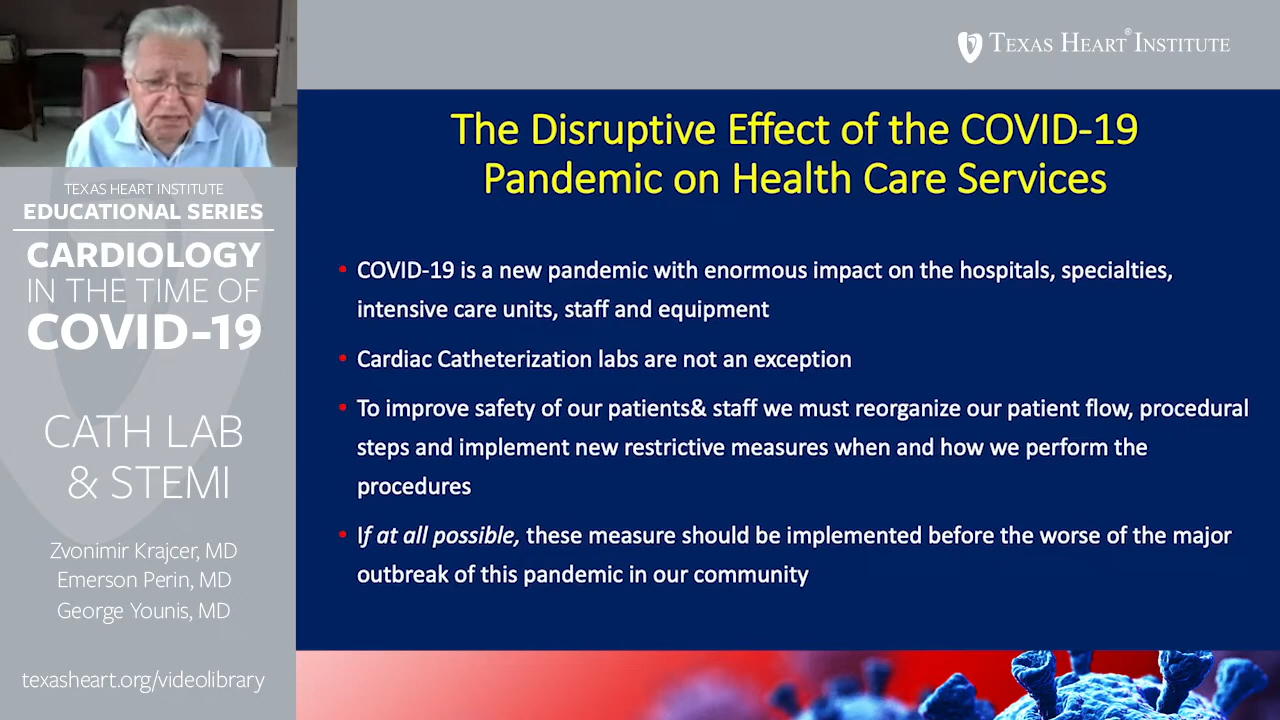 TEXAS HEART® INSTITUTE
TEXAS HEART INSTITUTE
EDUCATIONAL SERIES
CARDIOLOGY
IN THE TIME OF
COVID-19
CATH LAB
& STEMI
Zvonimir Krajcer, MD
Emerson Perin, MD
George Younis, MD
texasheart.org/videolibrary
The Disruptive Effect of the COVID-19
Pandemic on Health Care Services
• COVID-19 is a new pandemic with enormous impact on the hospitals, specialties,
intensive care units, staff and equipment
• Cardiac Catheterization labs are not an exception
• To improve safety of our patients& staff we must reorganize our patient flow, procedural
steps and implement new restrictive measures when and how we perform the
procedures
• If at all possible, these measure should be implemented before the worse of the major
outbreak of this pandemic in our community